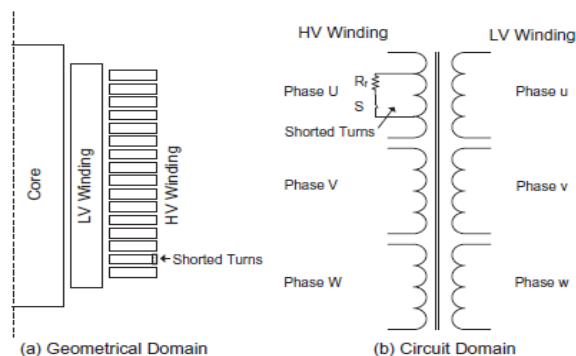 Core
LV Winding
HV Winding
Shorted Turns
(a) Geometrical Domain
HV Winding
LV Winding
Phase U
Rf
S
Shorted Turns
Phase u
Phase V
Phase v
Phase W
Phase w
(b) Circuit Domain